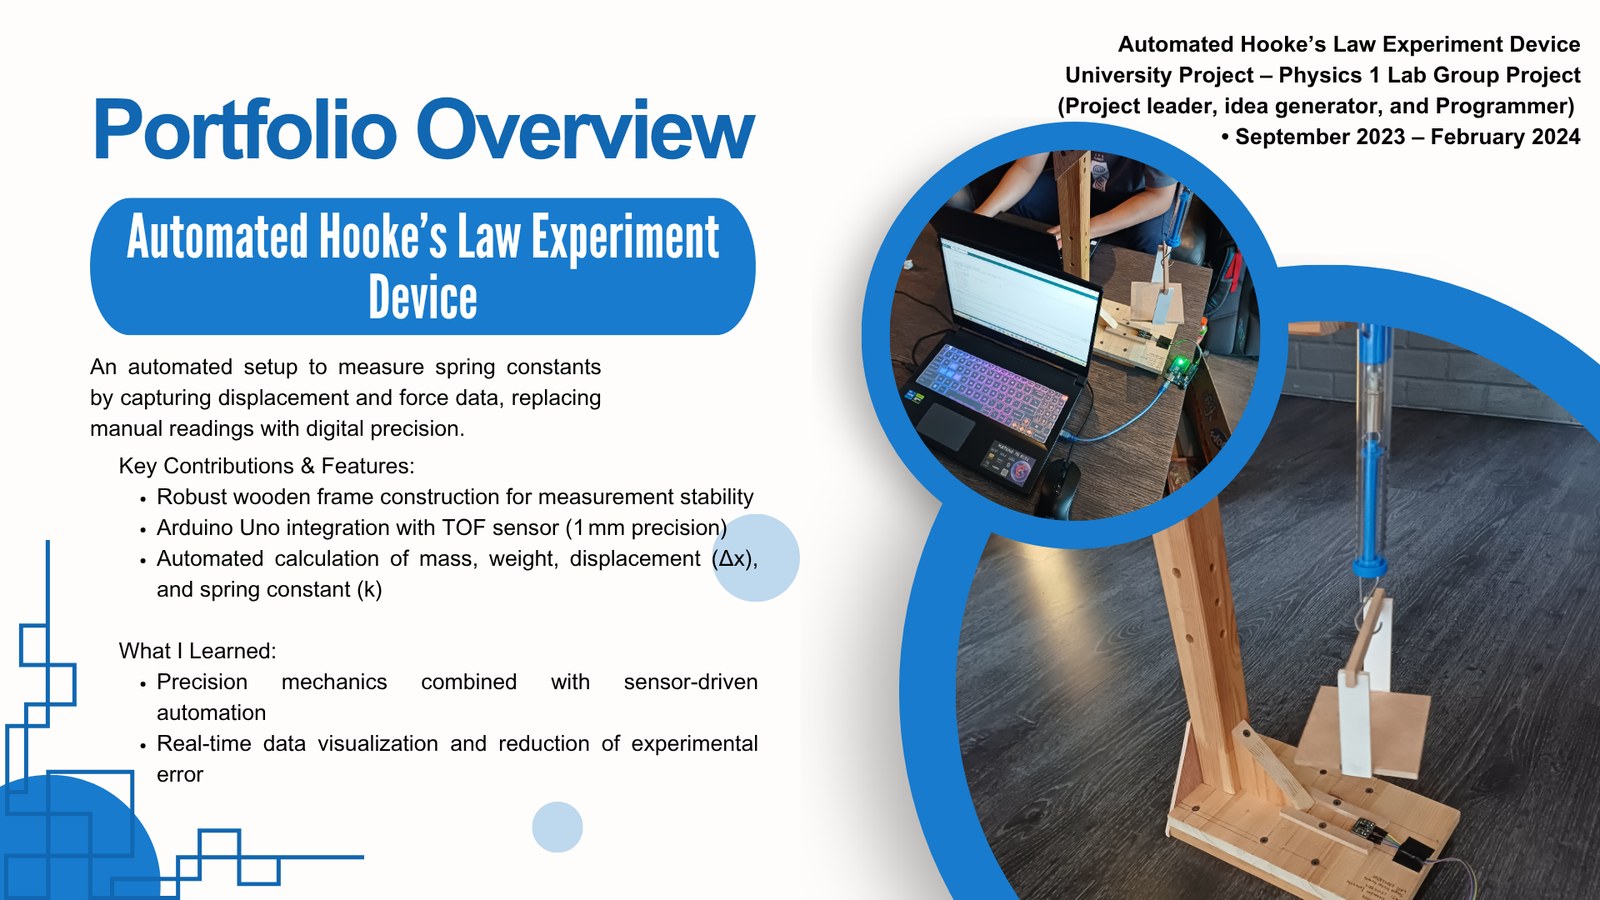 Automated Hooke’s Law Experiment Device
University Project – Physics 1 Lab Group Project
(Project leader, idea generator, and Programmer)
• September 2023 – February 2024
Portfolio Overview
Automated Hooke’s Law Experiment
Device
An automated setup to measure spring constants
by capturing displacement and force data, replacing
manual readings with digital precision.
Key Contributions & Features:
• Robust wooden frame construction for measurement stability
• Arduino Uno integration with TOF sensor (1 mm precision)
• Automated calculation of mass, weight, displacement (Δx),
and spring constant (k)
What I Learned:
• Precision mechanics combined with sensor-driven
automation
• Real-time data visualization and reduction of experimental
error